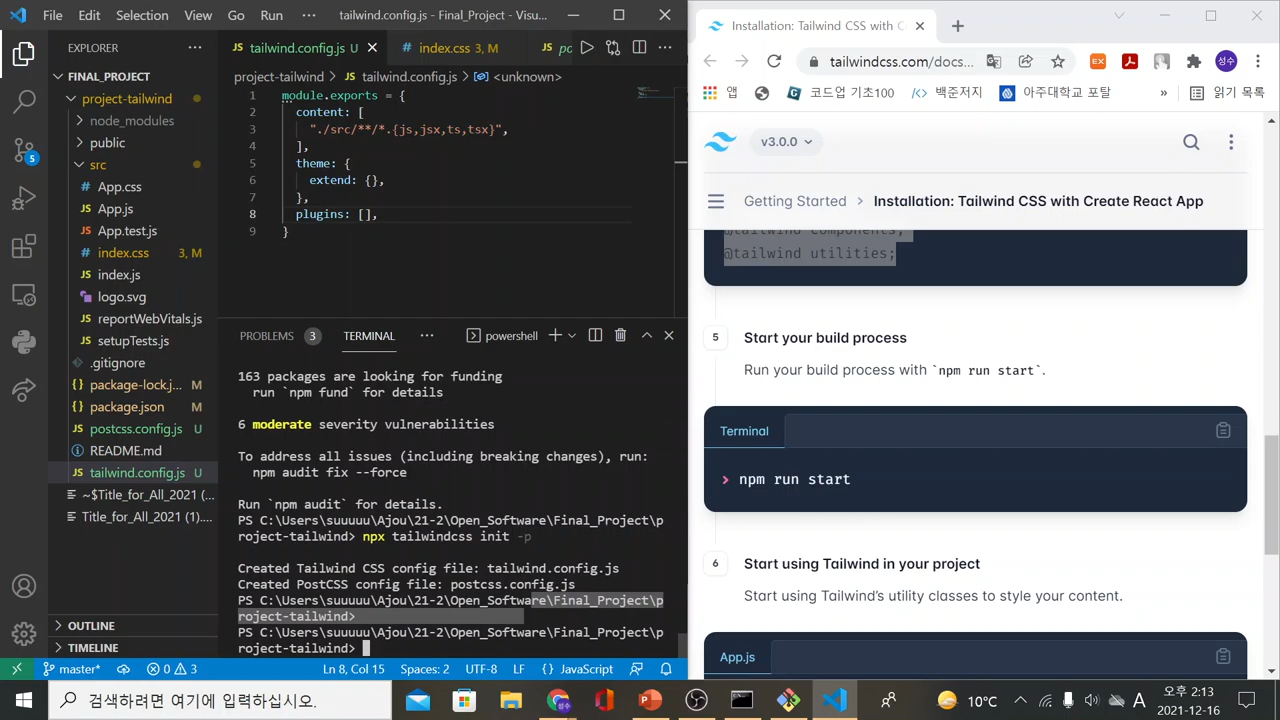 File Edit Selection View Go Run ··· tailwind.config.js - Final_Project - Visu...
EXPLORER
FINAL_PROJECT
project-tailwind
node_modules
public
src
App.css
App.js
App.test.js
index.css 3, M
index.js
logo.svg
reportWebVitals.js
setupTests.js
.gitignore
package-lock.j... M
package.json M
postcss.config.js U
README.md
tailwind.config.js U
~$Title_for_All_2021 (...
Title_for_All_2021 (1)....
OUTLINE
TIMELINE
5
tailwind.config.js U
index.css 3, M
po
project-tailwind > tailwind.config.js > <unknown>
1 module.exports = {
2 content: [
3 "./src/**/*.{js,jsx,ts,tsx}",
4 ],
5 theme: {
6 extend: {},
7 },
8 plugins: [],
9 }
PROBLEMS 3 TERMINAL ··· powershell
163 packages are looking for funding
run `npm fund` for details
6 moderate severity vulnerabilities
To address all issues (including breaking changes), run:
npm audit fix --force
Run `npm audit` for details.
PS C:\Users\suuuuu\Ajou\21-2\Open_Software\Final_Project\p
roject-tailwind> npx tailwindcss init -p
Created Tailwind CSS config file: tailwind.config.js
Created PostCSS config file: postcss.config.js
PS C:\Users\suuuuu\Ajou\21-2\Open_Software\Final_Project\p
roject-tailwind>
PS C:\Users\suuuuu\Ajou\21-2\Open_Software\Final_Project\p
roject-tailwind>
master* 0 3 Ln 8, Col 15 Spaces: 2 UTF-8 LF {} JavaScript
Installation: Tailwind CSS with C
tailwindcss.com/docs...
EX
성수
앱 코드업 기초100 백준저지 아주대학교 포탈 » 읽기 목록
v3.0.0
Getting Started > Installation: Tailwind CSS with Create React App
@tailwind components;
@tailwind utilities;
5 Start your build process
Run your build process with `npm run start`.
Terminal
> npm run start
6 Start using Tailwind in your project
Start using Tailwind's utility classes to style your content.
App.js
검색하려면 여기에 입력하십시오.
성수
10°C
A
오후 2:13
2021-12-16